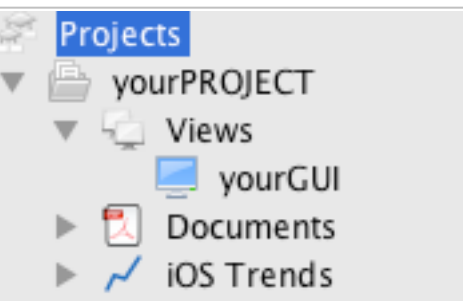 Projects
yourPROJECT
Views
yourGUI
Documents
iOS Trends